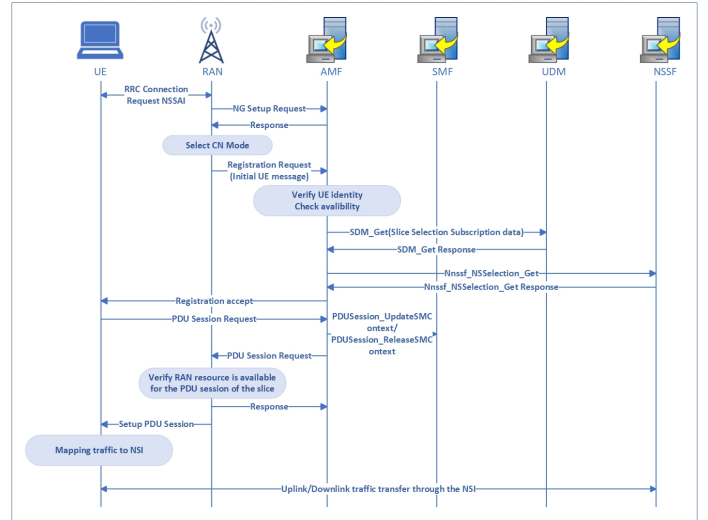 UE RAN AMF SMF UDM NSSF
RRC Connection
Request NSSAI
NG Setup Request
Response
Select CN Mode
Registration Request
(Initial UE message)
Verify UE identity
Check avalibility
SDM_Get(Slice Selection Subscription data)
SDM_Get Response
Nnssf_NSSelection_Get
Nnssf_NSSelection_Get Response
Registration accept
PDU Session Request
PDUSession_UpdateSMC
ontext/
PDUSession_ReleaseSMC
ontext
PDU Session Request
Verify RAN resource is available
for the PDU session of the slice
Response
Setup PDU Session
Mapping traffic to NSI
Uplink/Downlink traffic transfer through the NSI